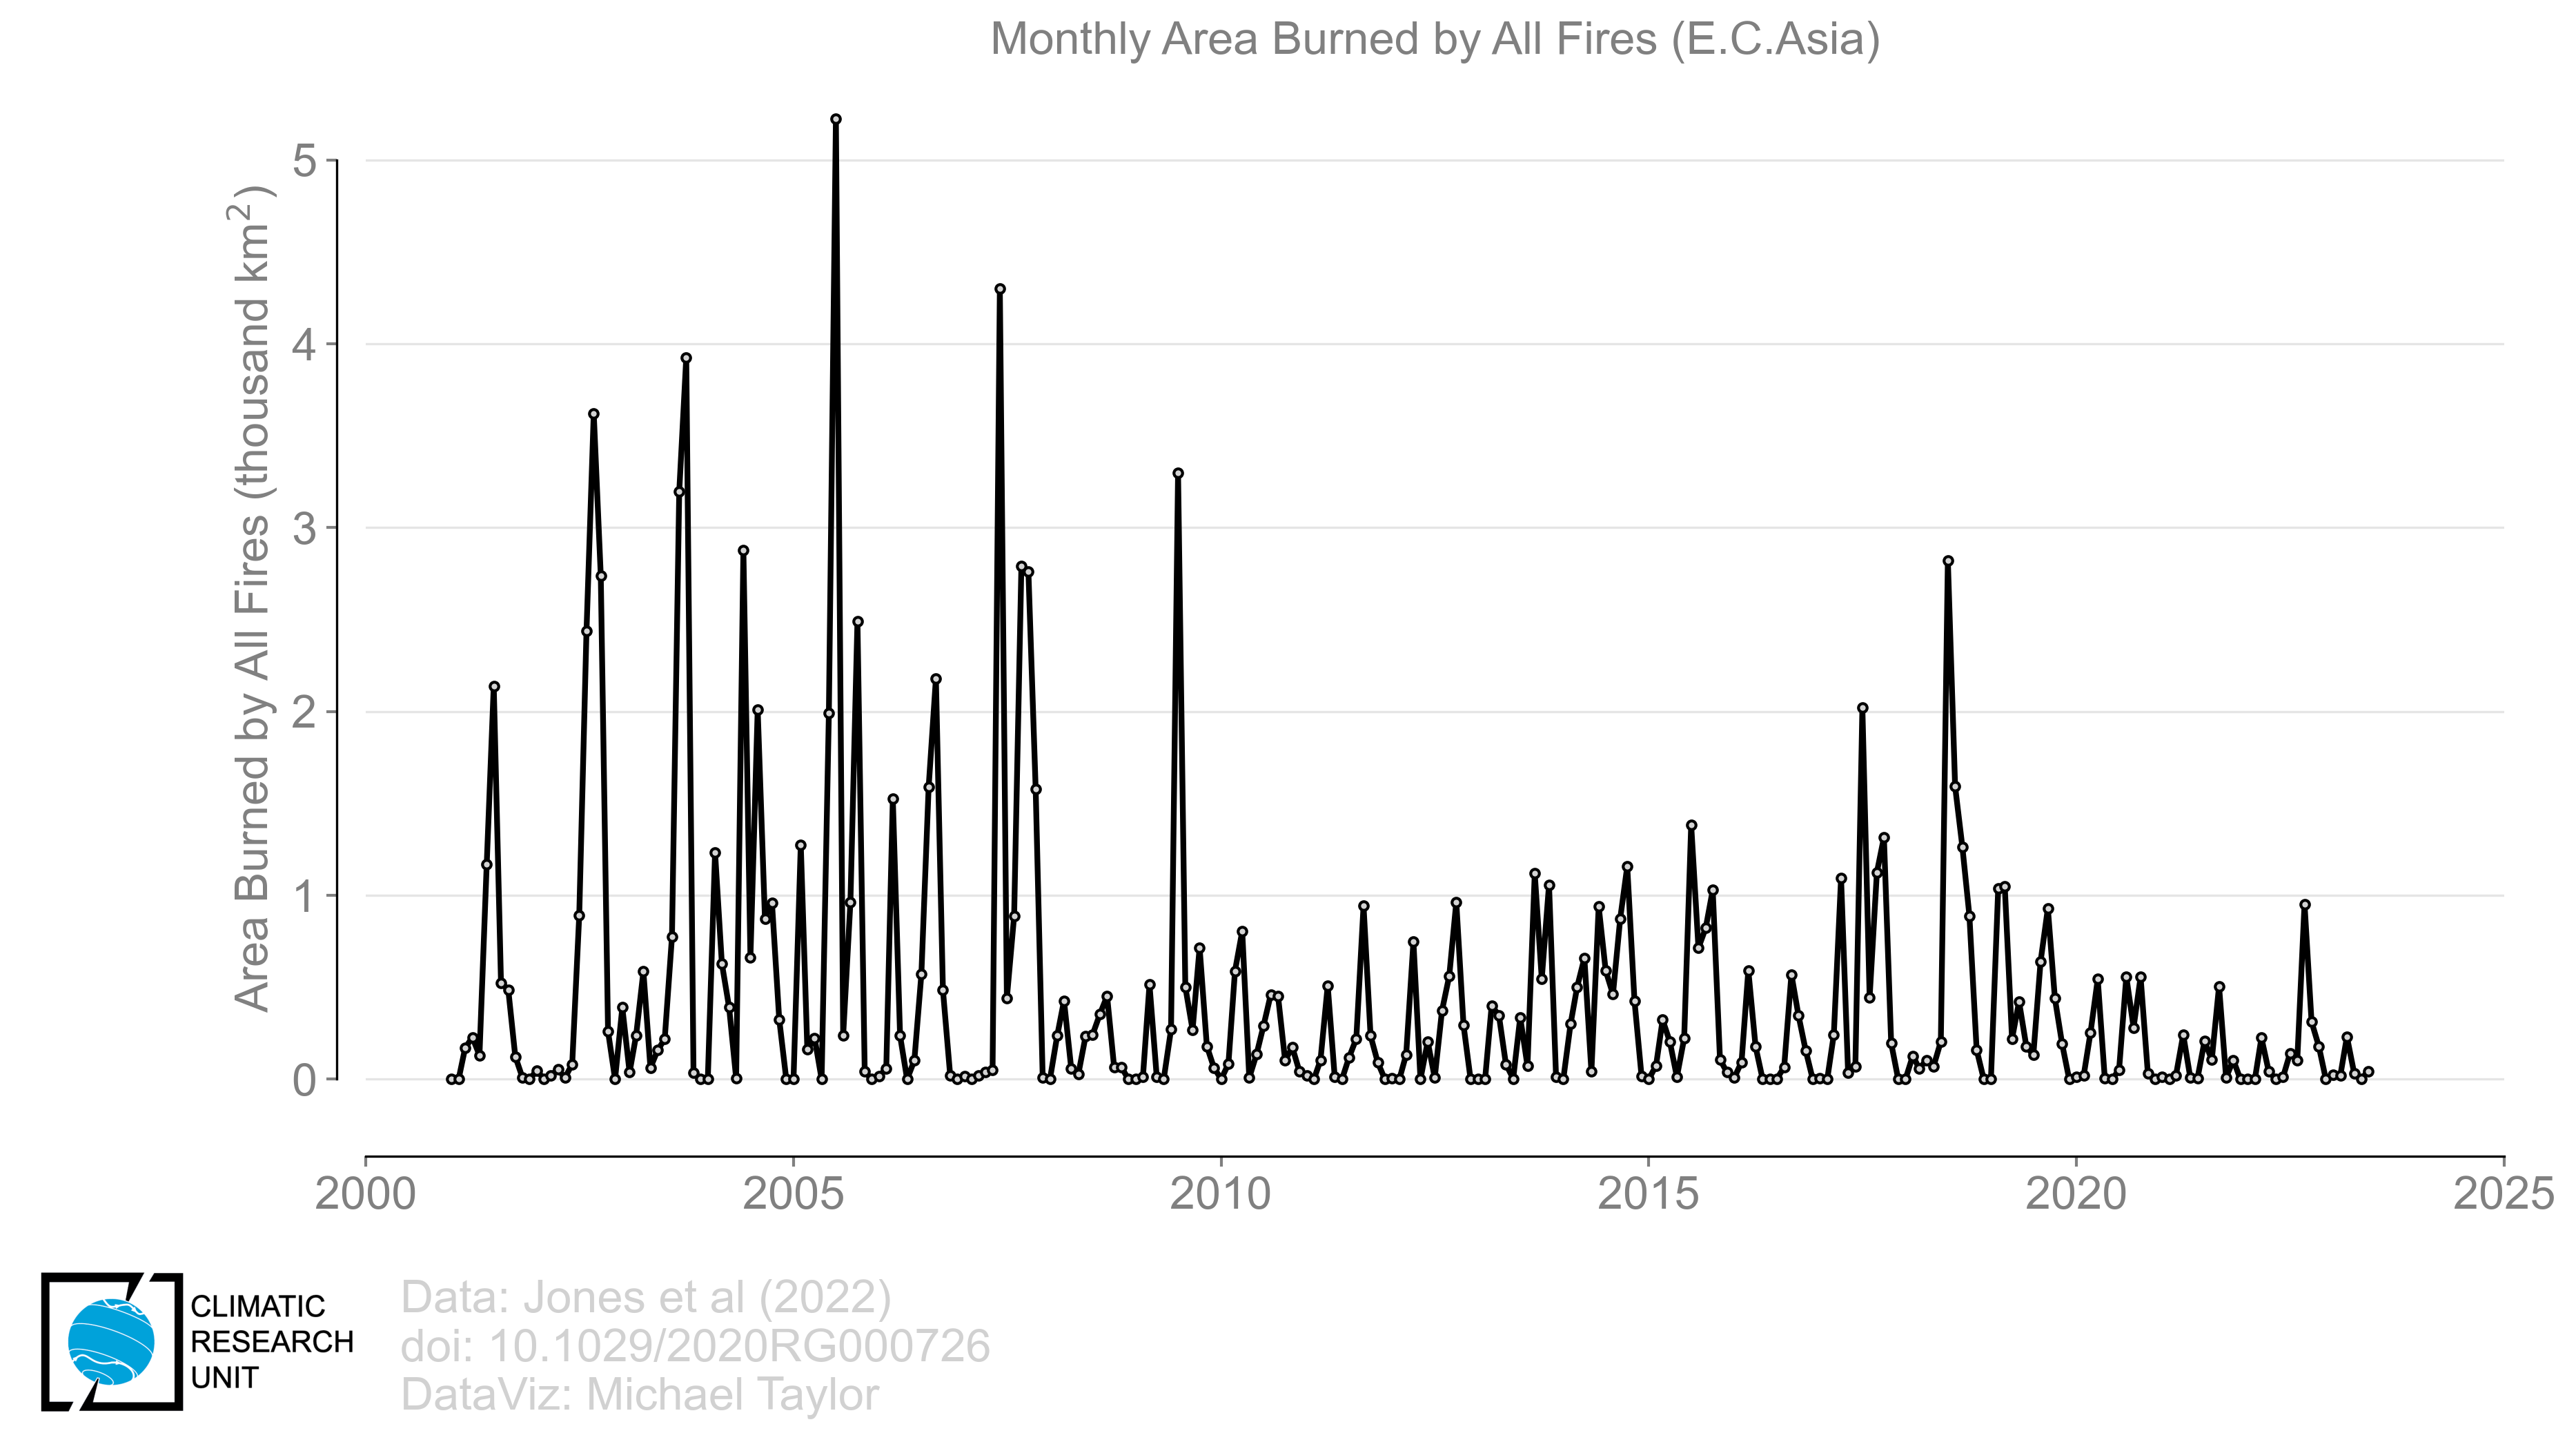 Monthly Area Burned by All Fires (E.C.Asia)
Area Burned by All Fires (thousand km²)
5
4
3
2
1
0
2000 2005 2010 2015 2020 2025
CLIMATIC
RESEARCH
UNIT
Data: Jones et al (2022)
doi: 10.1029/2020RG000726
DataViz: Michael Taylor